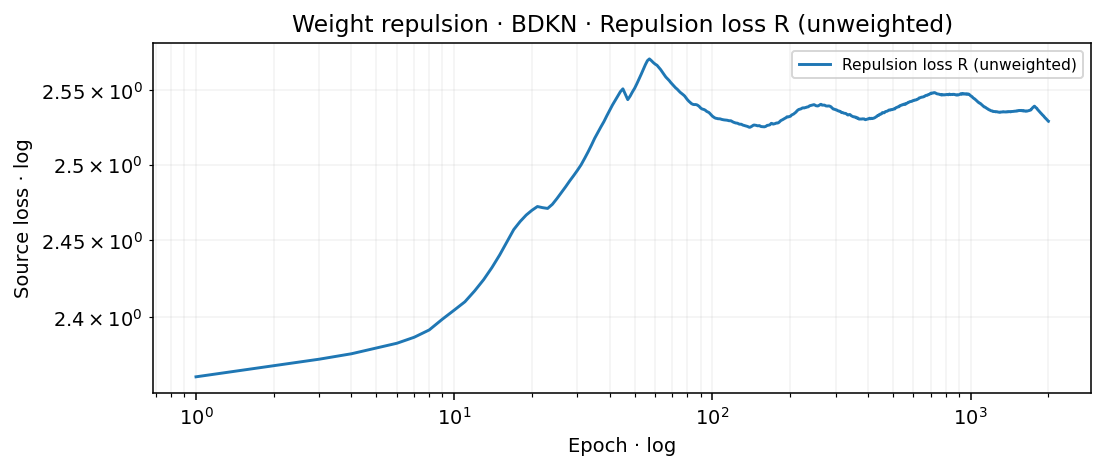 Weight repulsion · BDKN · Repulsion loss R (unweighted)
Repulsion loss R (unweighted)
Source loss · log
2.55 × 10⁰
2.5 × 10⁰
2.45 × 10⁰
2.4 × 10⁰
10⁰ 10¹ 10² 10³
Epoch · log